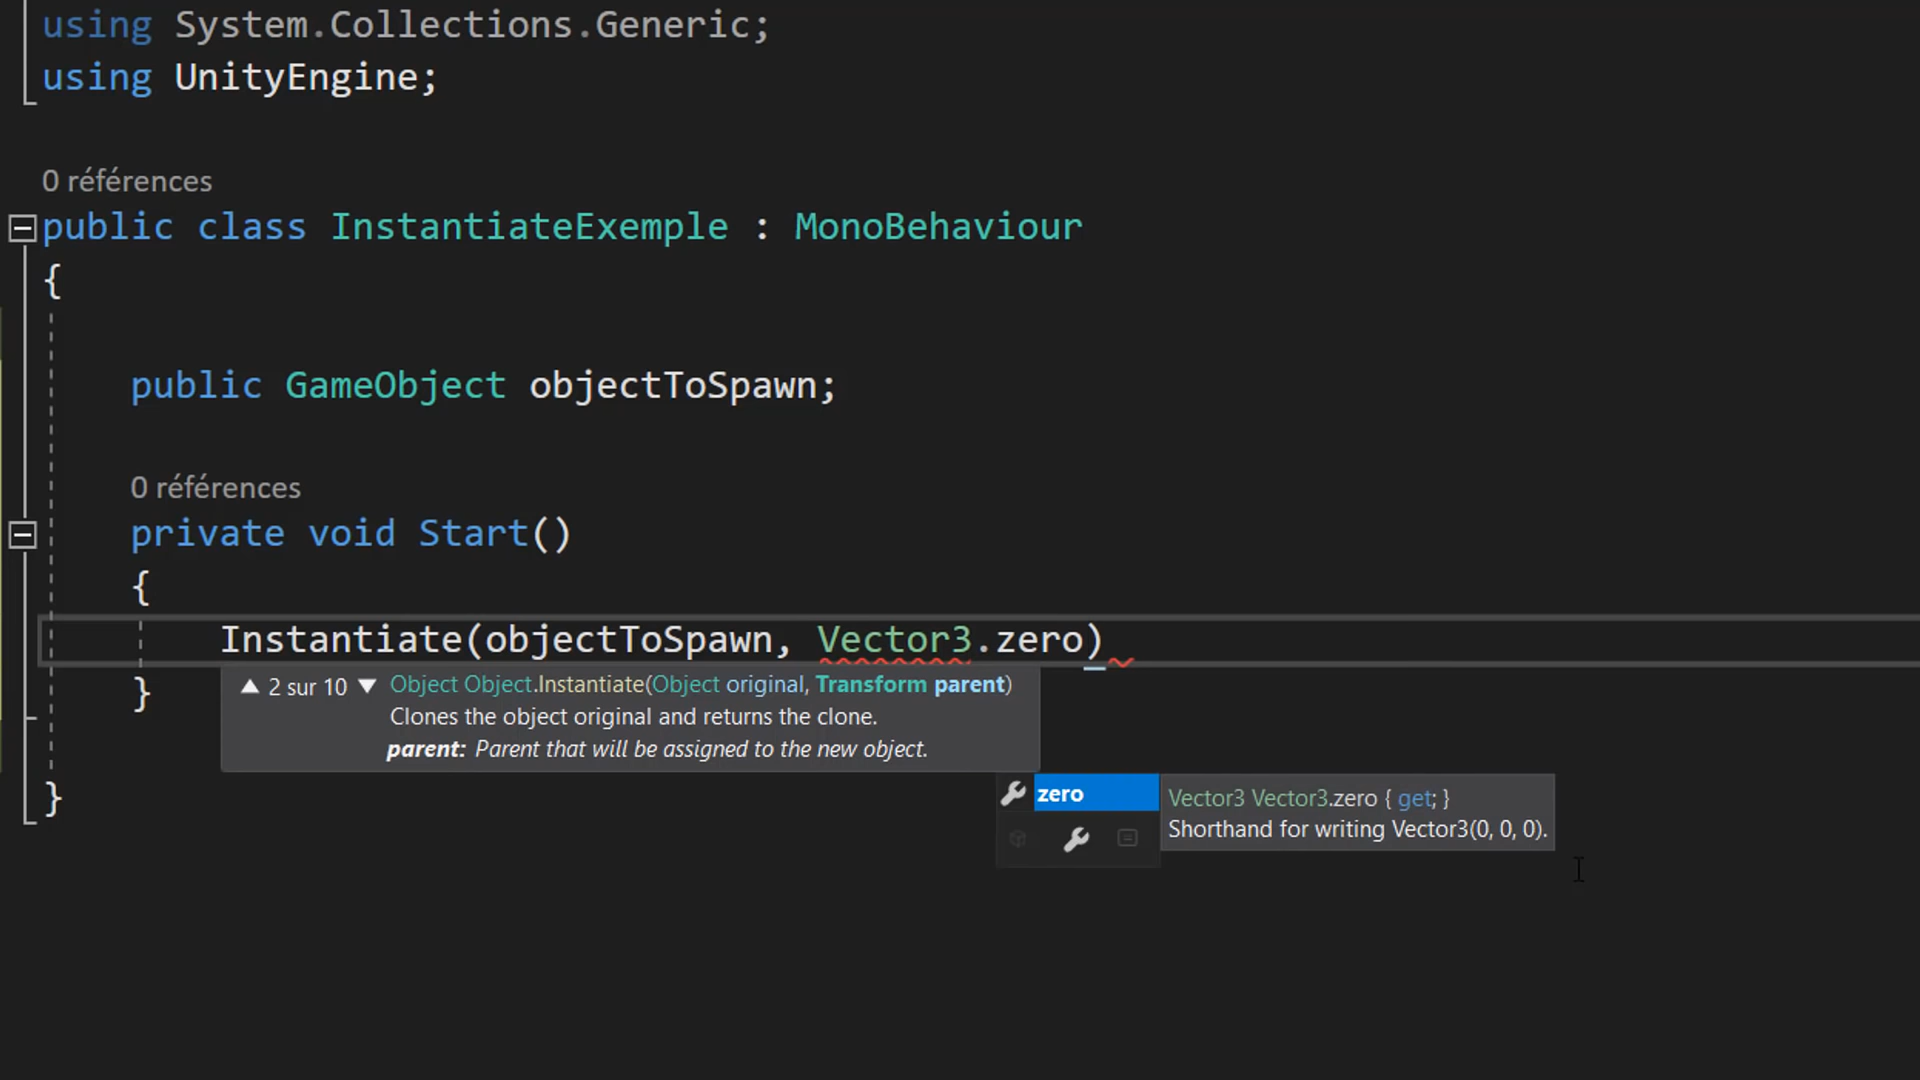 using System.Collections.Generic;
using UnityEngine;
0 références
public class InstantiateExemple : MonoBehaviour
{
public GameObject objectToSpawn;
0 références
private void Start()
{
Instantiate(objectToSpawn, Vector3.zero)
▲ 2 sur 10 ▼ Object Object.Instantiate(Object original, Transform parent)
Clones the object original and returns the clone.
parent: Parent that will be assigned to the new object.
}
zero
Vector3 Vector3.zero { get; }
Shorthand for writing Vector3(0, 0, 0).
}